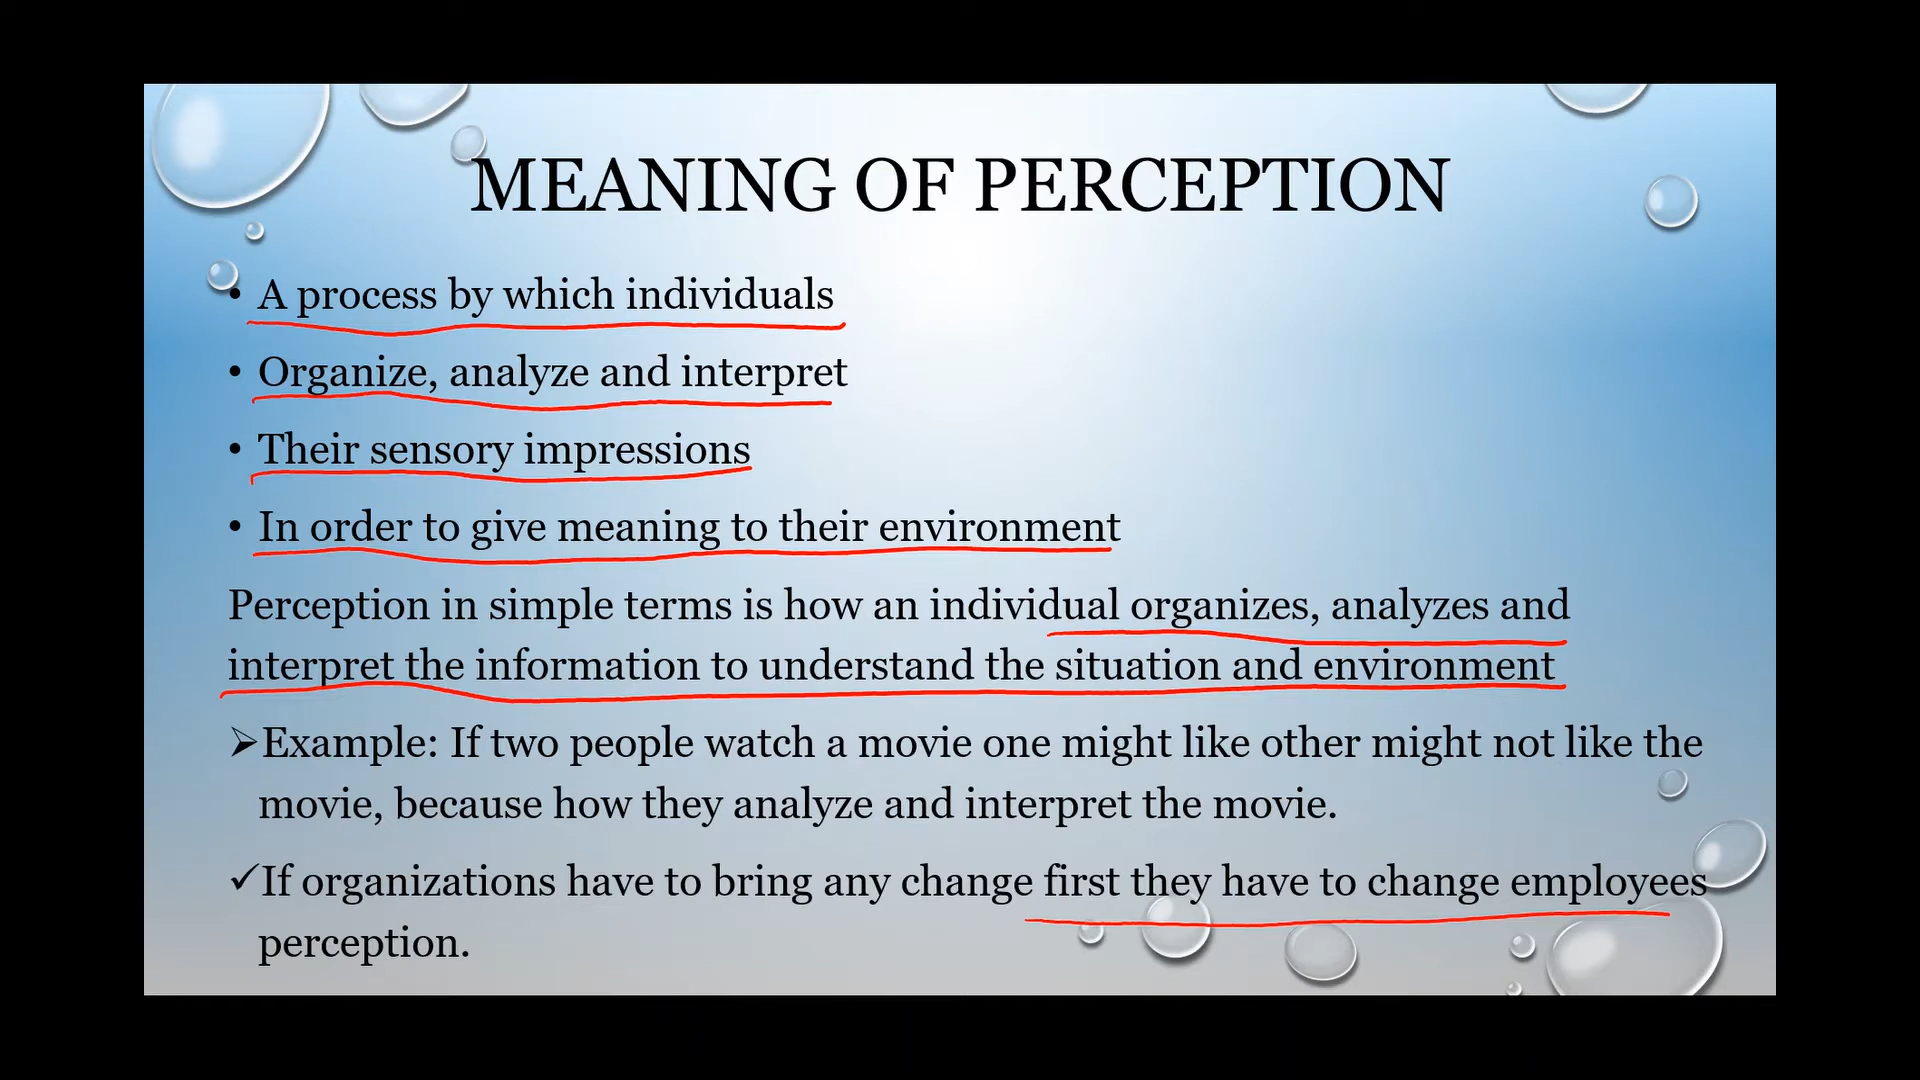 MEANING OF PERCEPTION
• A process by which individuals
• Organize, analyze and interpret
• Their sensory impressions
• In order to give meaning to their environment
Perception in simple terms is how an individual organizes, analyzes and
interpret the information to understand the situation and environment
➢Example: If two people watch a movie one might like other might not like the
movie, because how they analyze and interpret the movie.
✓If organizations have to bring any change first they have to change employees
perception.